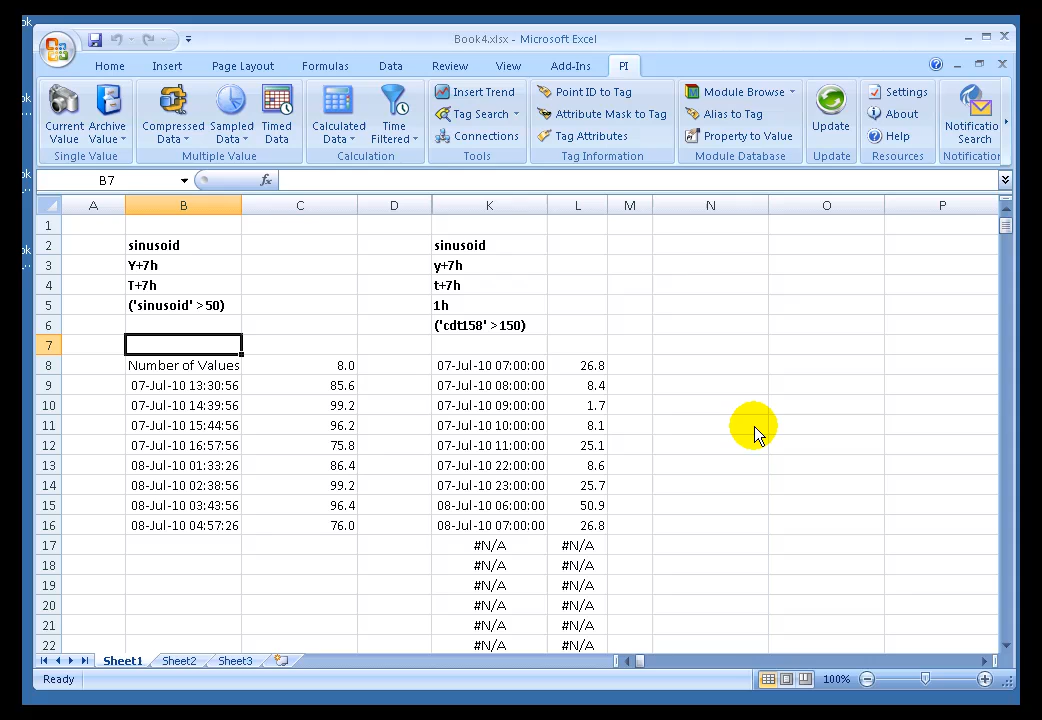 Book4.xlsx - Microsoft Excel
Home Insert Page Layout Formulas Data Review View Add-Ins PI
Current Value
Archive Value
Single Value
Compressed Data
Sampled Data
Timed Data
Multiple Value
Calculated Data
Time Filtered
Calculation
Insert Trend
Tag Search
Connections
Tools
Point ID to Tag
Attribute Mask to Tag
Tag Attributes
Tag Information
Module Browse
Alias to Tag
Property to Value
Module Database
Update
Update
Settings
About
Help
Resources
Notificatio
Search
Notification
B7 fx
A B C D K L M N O P
1
2 sinusoid sinusoid
3 Y+7h y+7h
4 T+7h t+7h
5 ('sinusoid' >50) 1h
6 ('cdt158' >150)
7
8 Number of Values 8.0 07-Jul-10 07:00:00 26.8
9 07-Jul-10 13:30:56 85.6 07-Jul-10 08:00:00 8.4
10 07-Jul-10 14:39:56 99.2 07-Jul-10 09:00:00 1.7
11 07-Jul-10 15:44:56 96.2 07-Jul-10 10:00:00 8.1
12 07-Jul-10 16:57:56 75.8 07-Jul-10 11:00:00 25.1
13 08-Jul-10 01:33:26 86.4 07-Jul-10 22:00:00 8.6
14 08-Jul-10 02:38:56 99.2 07-Jul-10 23:00:00 25.7
15 08-Jul-10 03:43:56 96.4 08-Jul-10 06:00:00 50.9
16 08-Jul-10 04:57:26 76.0 08-Jul-10 07:00:00 26.8
17 #N/A #N/A
18 #N/A #N/A
19 #N/A #N/A
20 #N/A #N/A
21 #N/A #N/A
22 #N/A #N/A
Sheet1 Sheet2 Sheet3
Ready 100%